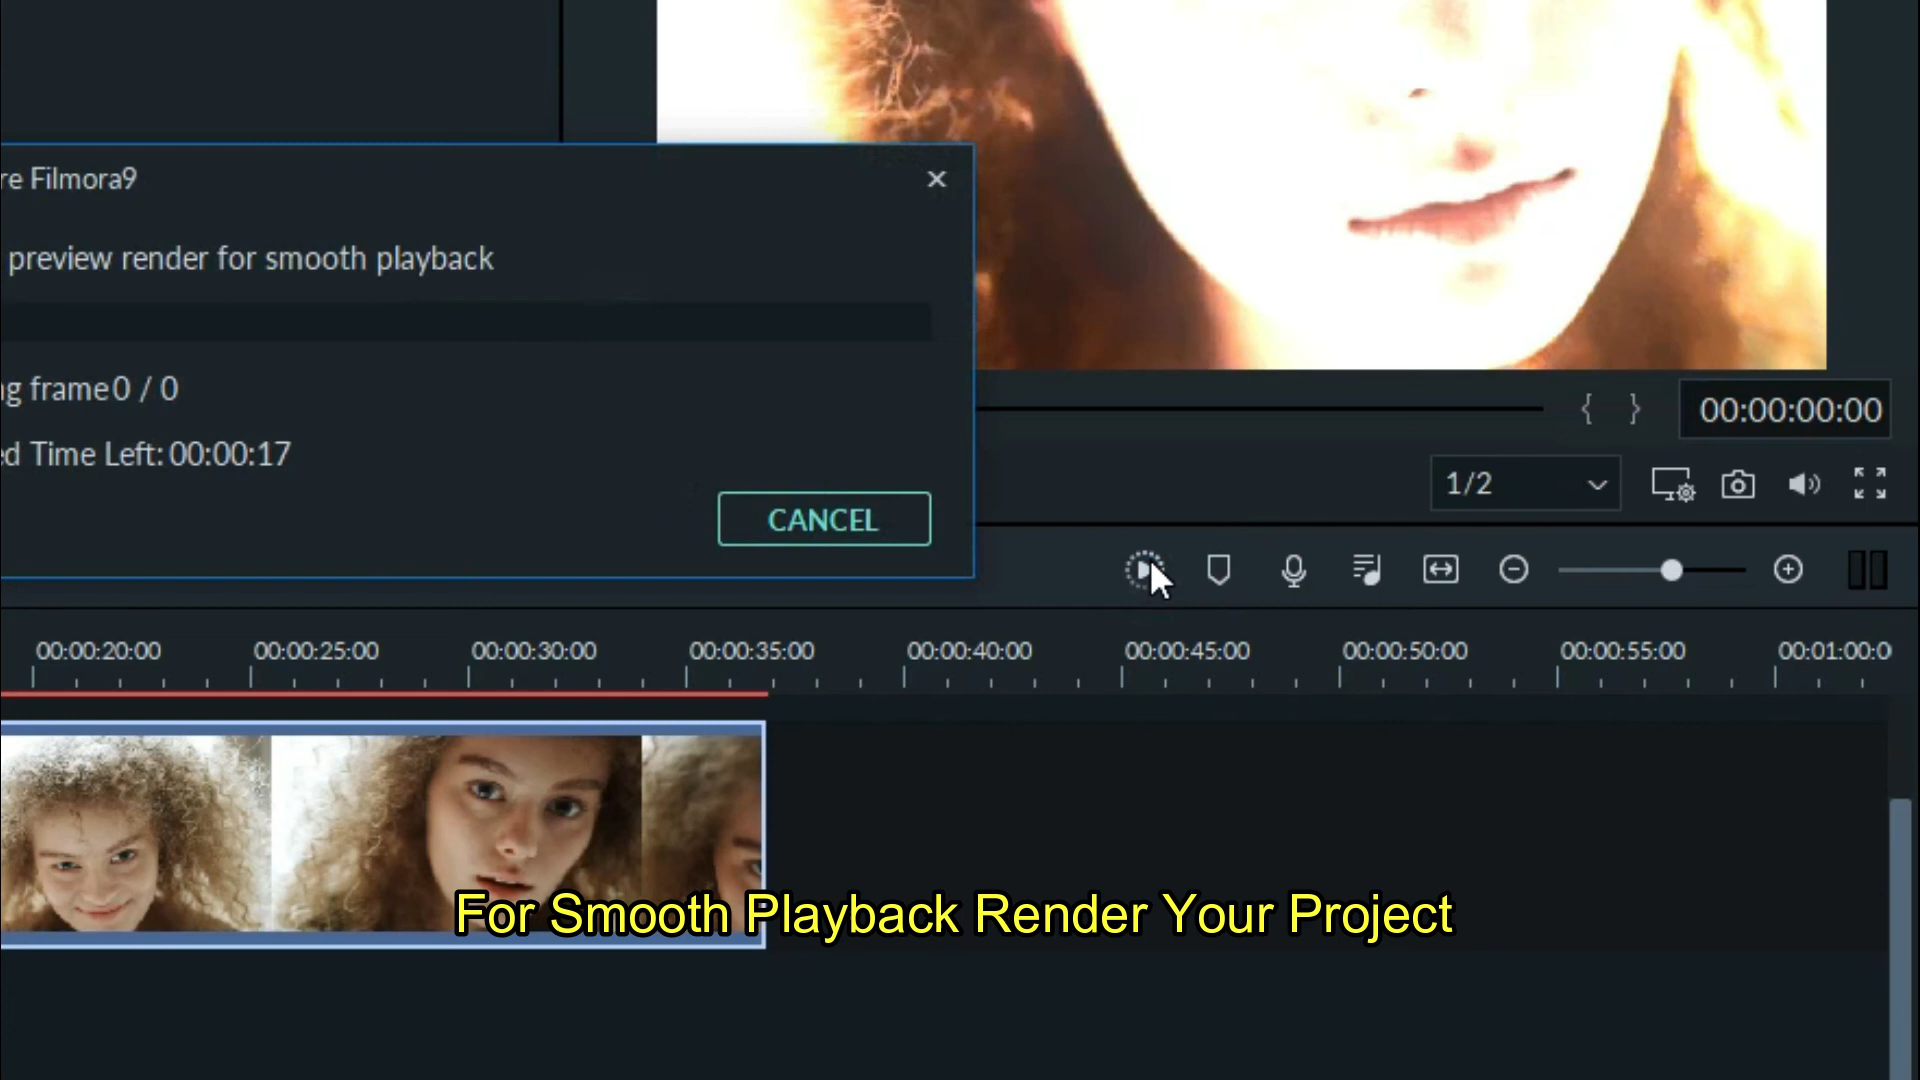 re Filmora9
preview render for smooth playback
ng frame0 / 0
ed Time Left: 00:00:17
CANCEL
{ } 00:00:00:00
1/2
00:00:20:00 00:00:25:00 00:00:30:00 00:00:35:00 00:00:40:00 00:00:45:00 00:00:50:00 00:00:55:00 00:01:00:0
For Smooth Playback Render Your Project